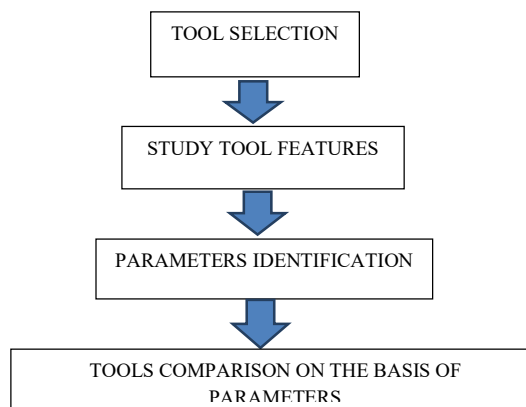 TOOL SELECTION
STUDY TOOL FEATURES
PARAMETERS IDENTIFICATION
TOOLS COMPARISON ON THE BASIS OF
PARAMETERS